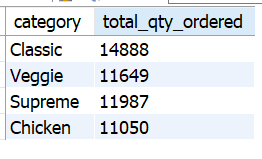 category total_qty_ordered
Classic 14888
Veggie 11649
Supreme 11987
Chicken 11050